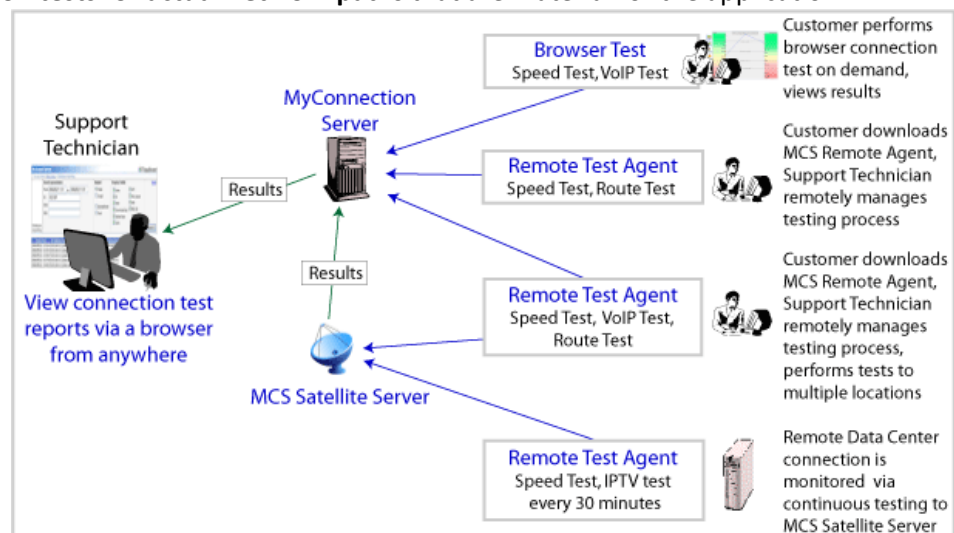 Browser Test
Speed Test, VoIP Test
Customer performs
browser connection
test on demand,
views results
MyConnection
Server
Support
Technician
Remote Test Agent
Speed Test, Route Test
Customer downloads
MCS Remote Agent,
Support Technician
remotely manages
testing process
Results
Results
View connection test
reports via a browser
from anywhere
MCS Satellite Server
Remote Test Agent
Speed Test, VoIP Test,
Route Test
Customer downloads
MCS Remote Agent,
Support Technician
remotely manages
testing process,
performs tests to
multiple locations
Remote Test Agent
Speed Test, IPTV test
every 30 minutes
Remote Data Center
connection is
monitored via
continuous testing to
MCS Satellite Server